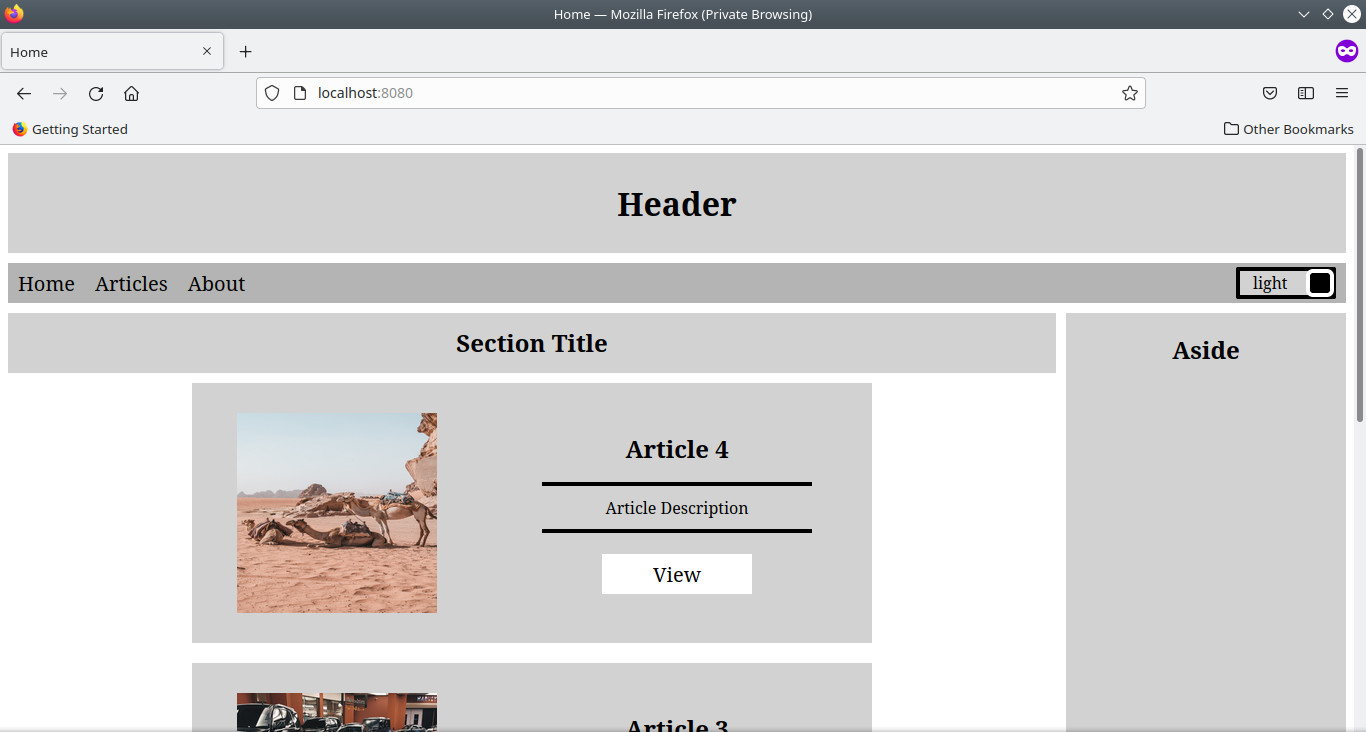 Home — Mozilla Firefox (Private Browsing)
Home
localhost:8080
Getting Started
Other Bookmarks
Header
Home Articles About
light
Section Title
Aside
Article 4
Article Description
View
Article 3